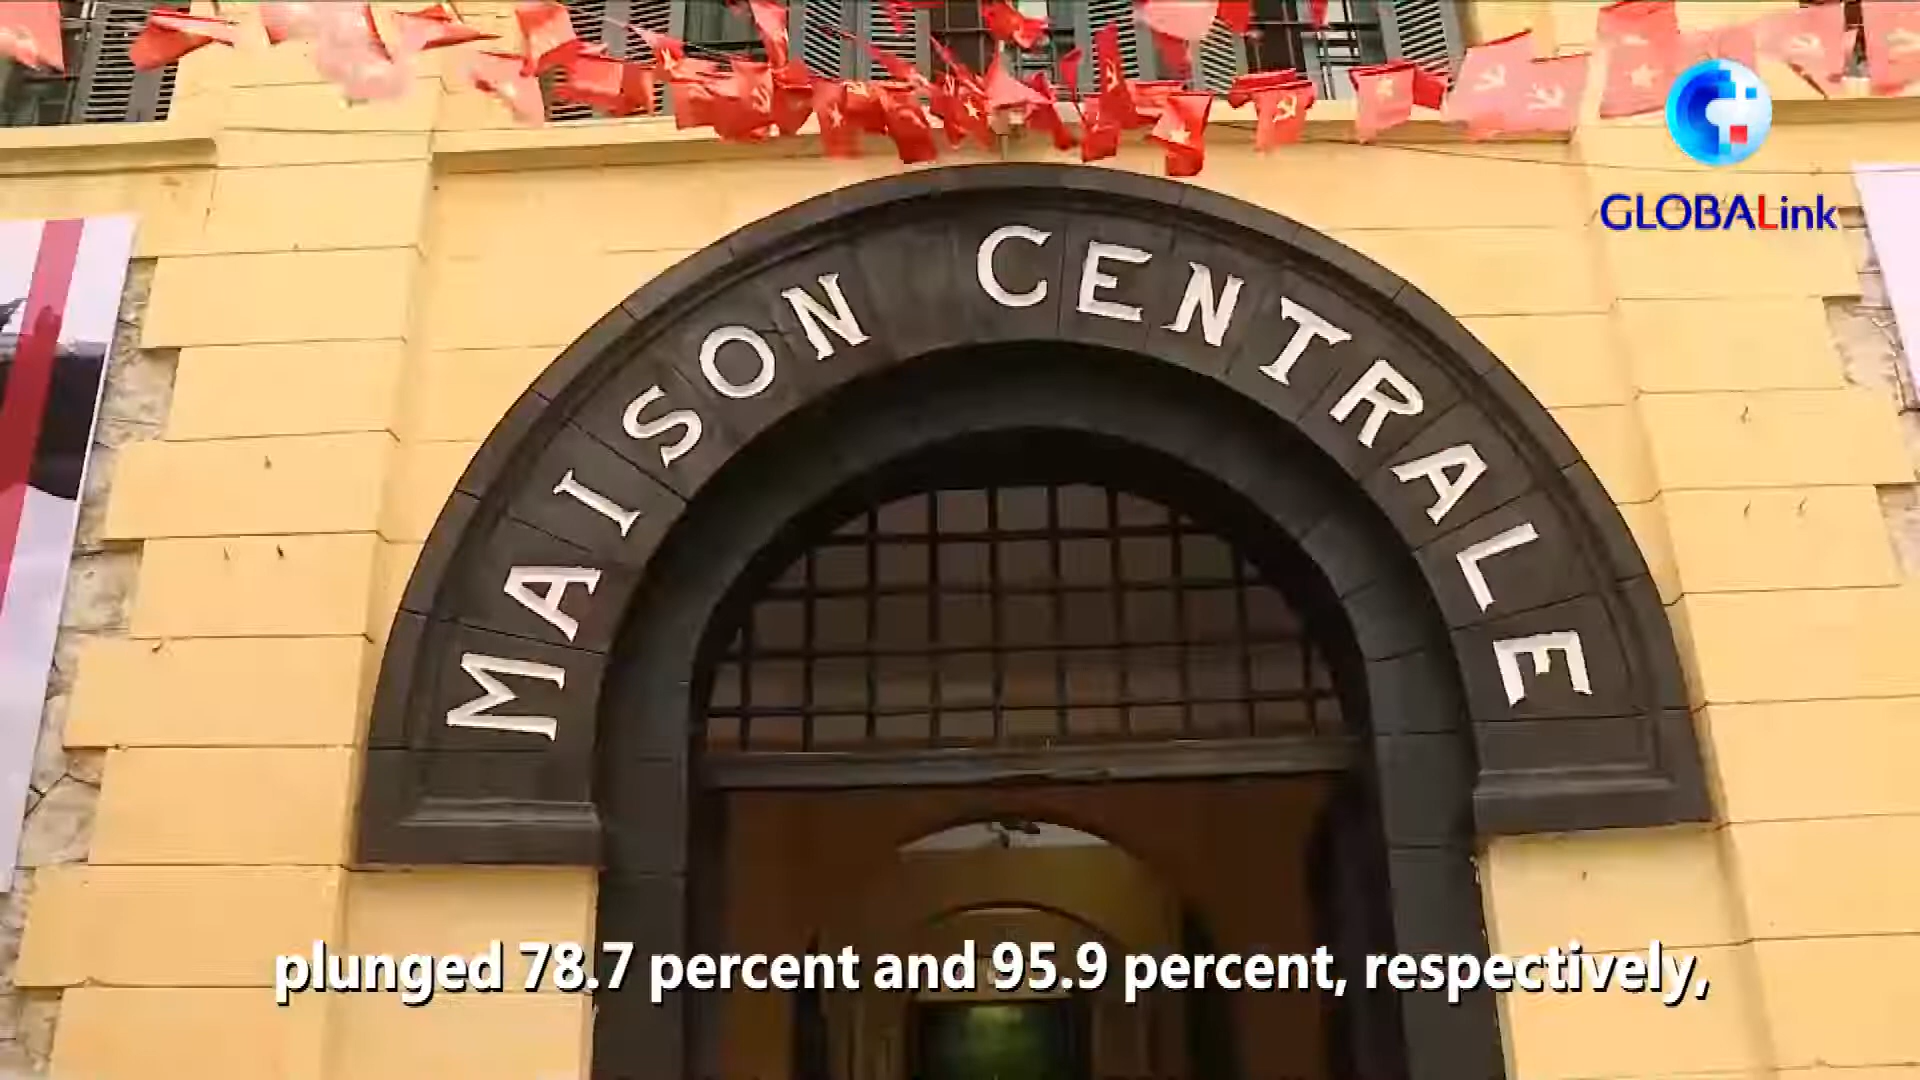 GLOBALink
MAISON CENTRALE
plunged 78.7 percent and 95.9 percent, respectively,